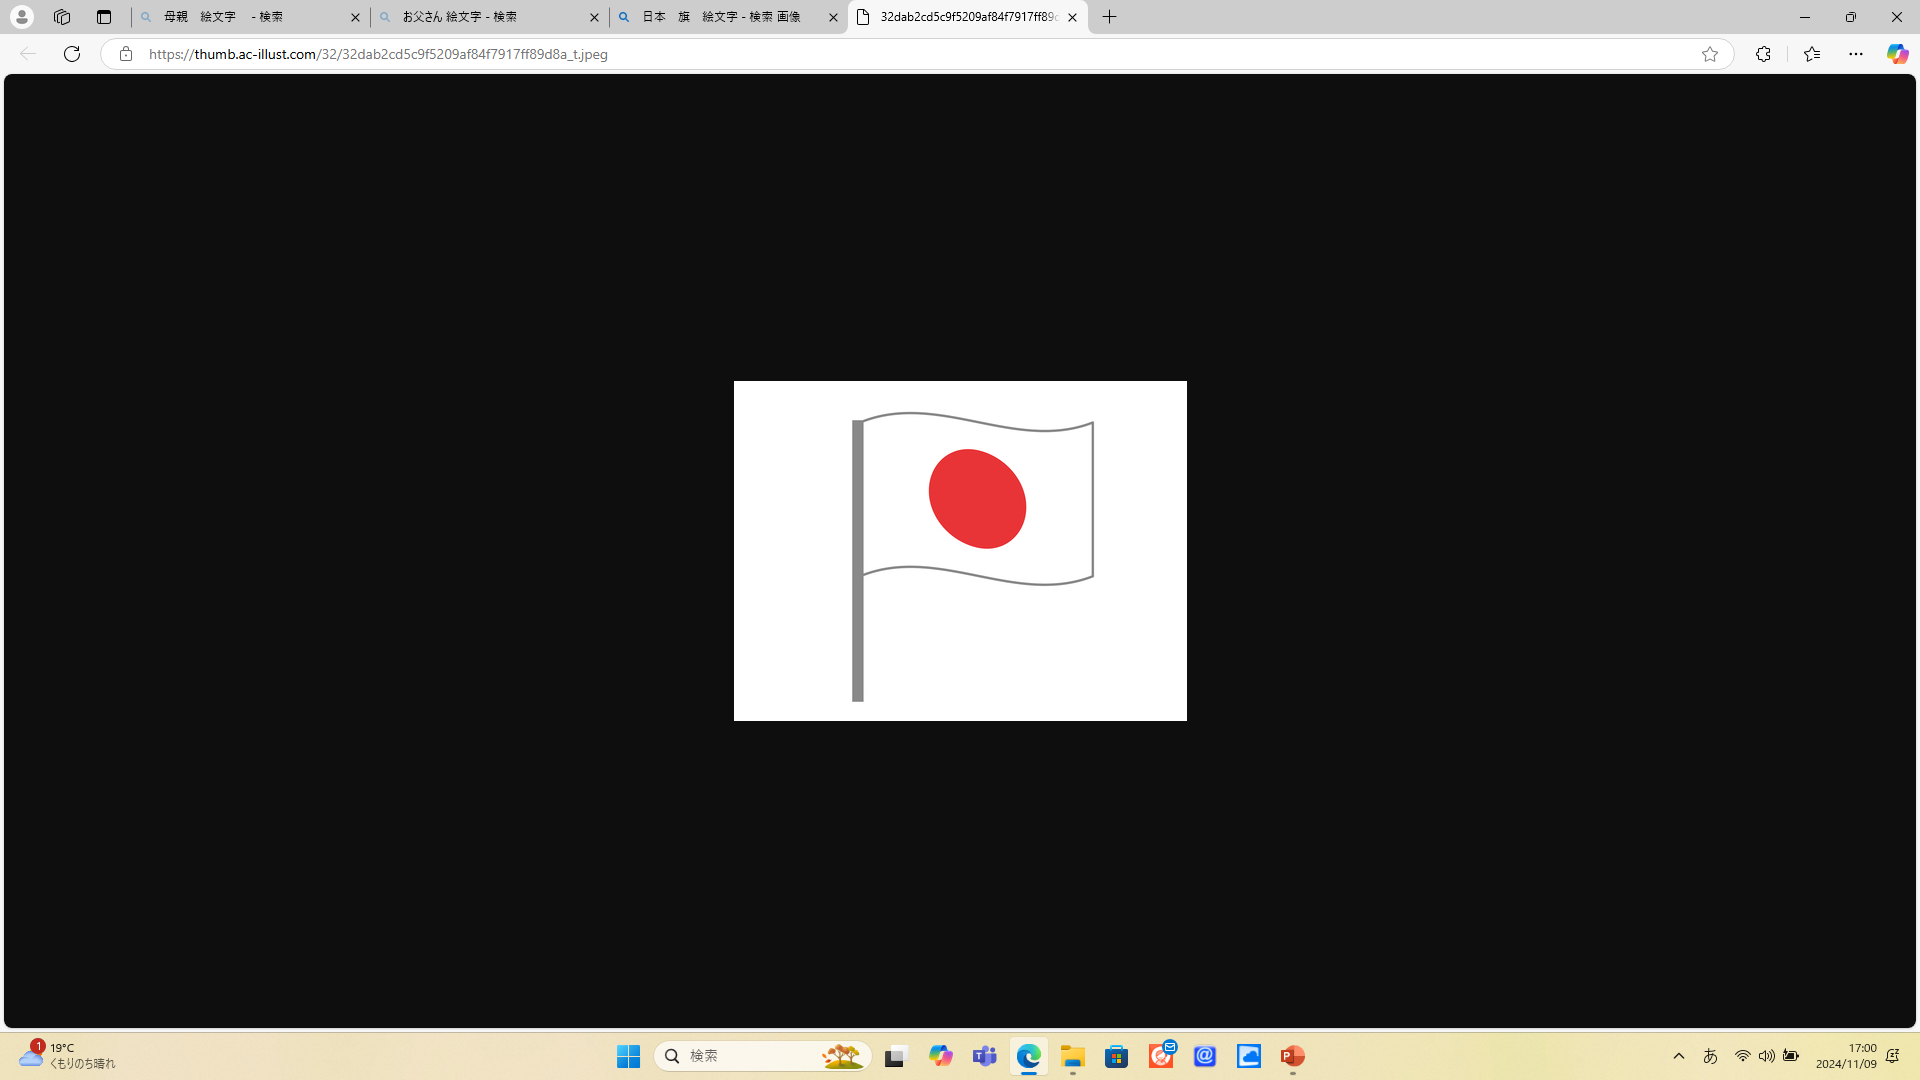 母親　絵文字　 - 検索
お父さん 絵文字 - 検索
日本　旗　絵文字 - 検索 画像
32dab2cd5c9f5209af84f7917ff89d
https://thumb.ac-illust.com/32/32dab2cd5c9f5209af84f7917ff89d8a_t.jpeg
1
19°C
くもりのち晴れ
検索
あ
17:00
2024/11/09